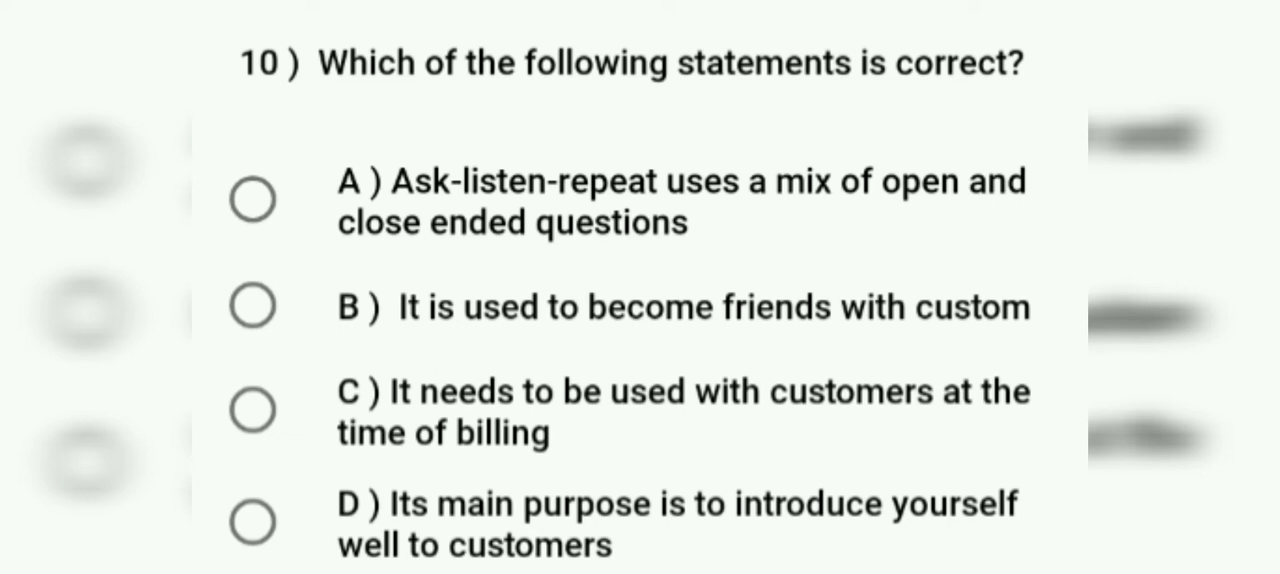 10 ) Which of the following statements is correct?
A ) Ask-listen-repeat uses a mix of open and
close ended questions
B ) It is used to become friends with custom
C ) It needs to be used with customers at the
time of billing
D ) Its main purpose is to introduce yourself
well to customers